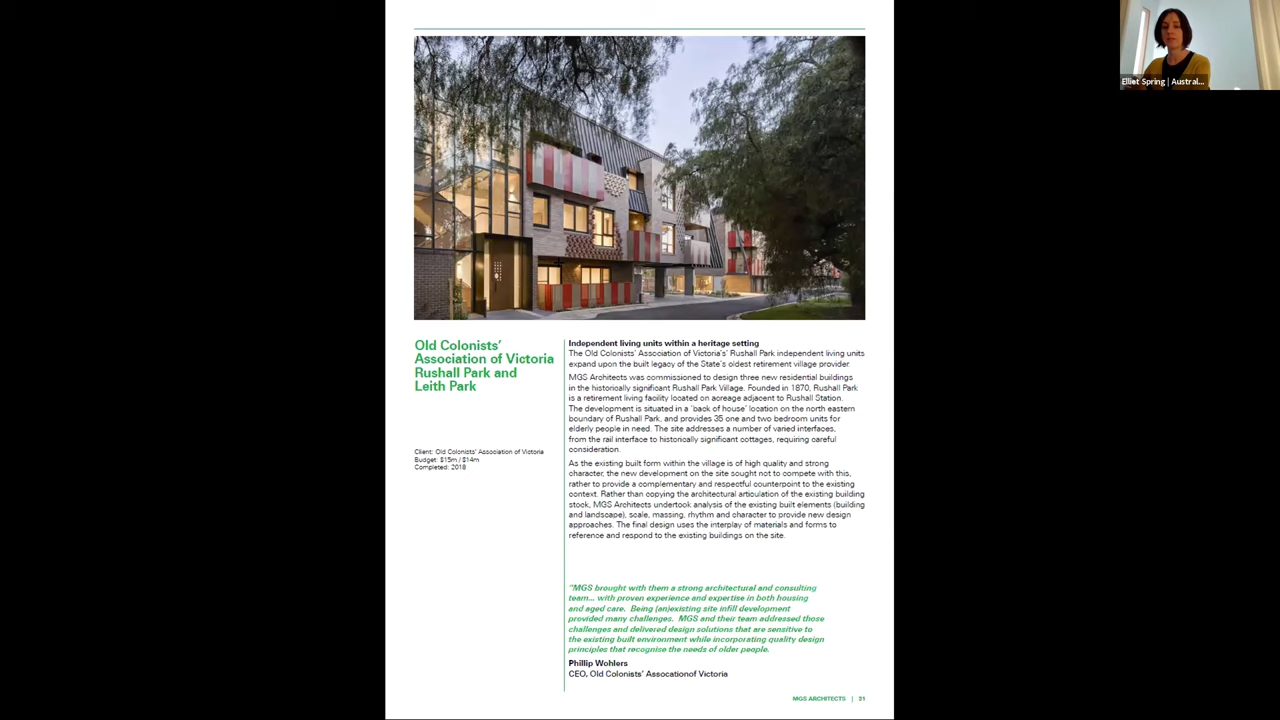 Elliet Spring | Austral...
Old Colonists'
Association of Victoria
Rushall Park and
Leith Park
Client: Old Colonists' Association of Victoria
Budget: $15m / $14m
Completed: 2018
Independent living units within a heritage setting
The Old Colonists' Association of Victoria's' Rushall Park independent living units
expand upon the built legacy of the State's oldest retirement village provider.
MGS Architects was commissioned to design three new residential buildings
in the historically significant Rushall Park Village. Founded in 1870, Rushall Park
is a retirement living facility located on acreage adjacent to Rushall Station.
The development is situated in a 'back of house' location on the north eastern
boundary of Rushall Park, and provides 35 one and two bedroom units for
elderly people in need. The site addresses a number of varied interfaces,
from the rail interface to historically significant cottages, requiring careful
consideration.
As the existing built form within the village is of high quality and strong
character, the new development on the site sought not to compete with this,
rather to provide a complementary and respectful counterpoint to the existing
context. Rather than copying the architectural articulation of the existing building
stock, MGS Architects undertook analysis of the existing built elements (building
and landscape), scale, massing, rhythm and character to provide new design
approaches. The final design uses the interplay of materials and forms to
reference and respond to the existing buildings on the site.
"MGS brought with them a strong architectural and consulting
team... with proven experience and expertise in both housing
and aged care. Being (an)existing site infill development
provided many challenges. MGS and their team addressed those
challenges and delivered design solutions that are sensitive to
the existing built environment while incorporating quality design
principles that recognise the needs of older people.
Phillip Wohlers
CEO, Old Colonists' Assocationof Victoria
MGS ARCHITECTS | 31